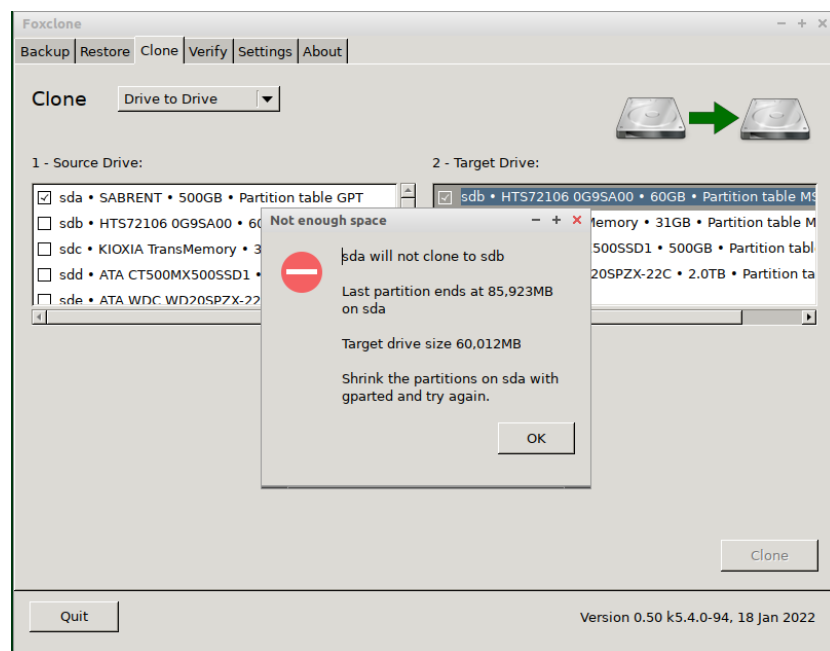 Foxclone
Backup Restore Clone Verify Settings About
Clone Drive to Drive
1 - Source Drive: 2 - Target Drive:
sda • SABRENT • 500GB • Partition table GPT
sdb • HTS72106 0G9SA00 • 60
sdc • KIOXIA TransMemory • 3
sdd • ATA CT500MX500SSD1 •
sde • ATA WDC WD20SPZX-22
sdb • HTS72106 0G9SA00 • 60GB • Partition table MS
Memory • 31GB • Partition table M
500SSD1 • 500GB • Partition tabl
20SPZX-22C • 2.0TB • Partition ta
Not enough space
sda will not clone to sdb
Last partition ends at 85,923MB
on sda
Target drive size 60,012MB
Shrink the partitions on sda with
gparted and try again.
OK
Clone
Quit
Version 0.50 k5.4.0-94, 18 Jan 2022